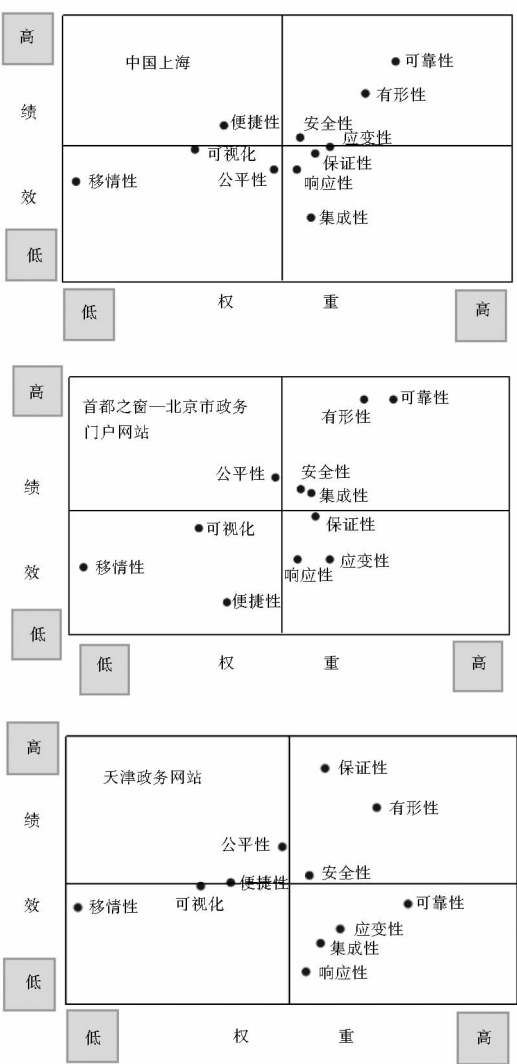 高
中国上海
可靠性
有形性
绩
便捷性
安全性
应变性
可视化
保证性
移情性
公平性
响应性
效
集成性
低
低
权
重
高
高
首都之窗—北京市政务
门户网站
可靠性
有形性
公平性
安全性
绩
集成性
可视化
保证性
移情性
应变性
效
响应性
便捷性
低
低
权
重
高
高
天津政务网站
保证性
有形性
绩
公平性
安全性
便捷性
移情性
可视化
可靠性
效
应变性
集成性
响应性
低
低
权
重
高